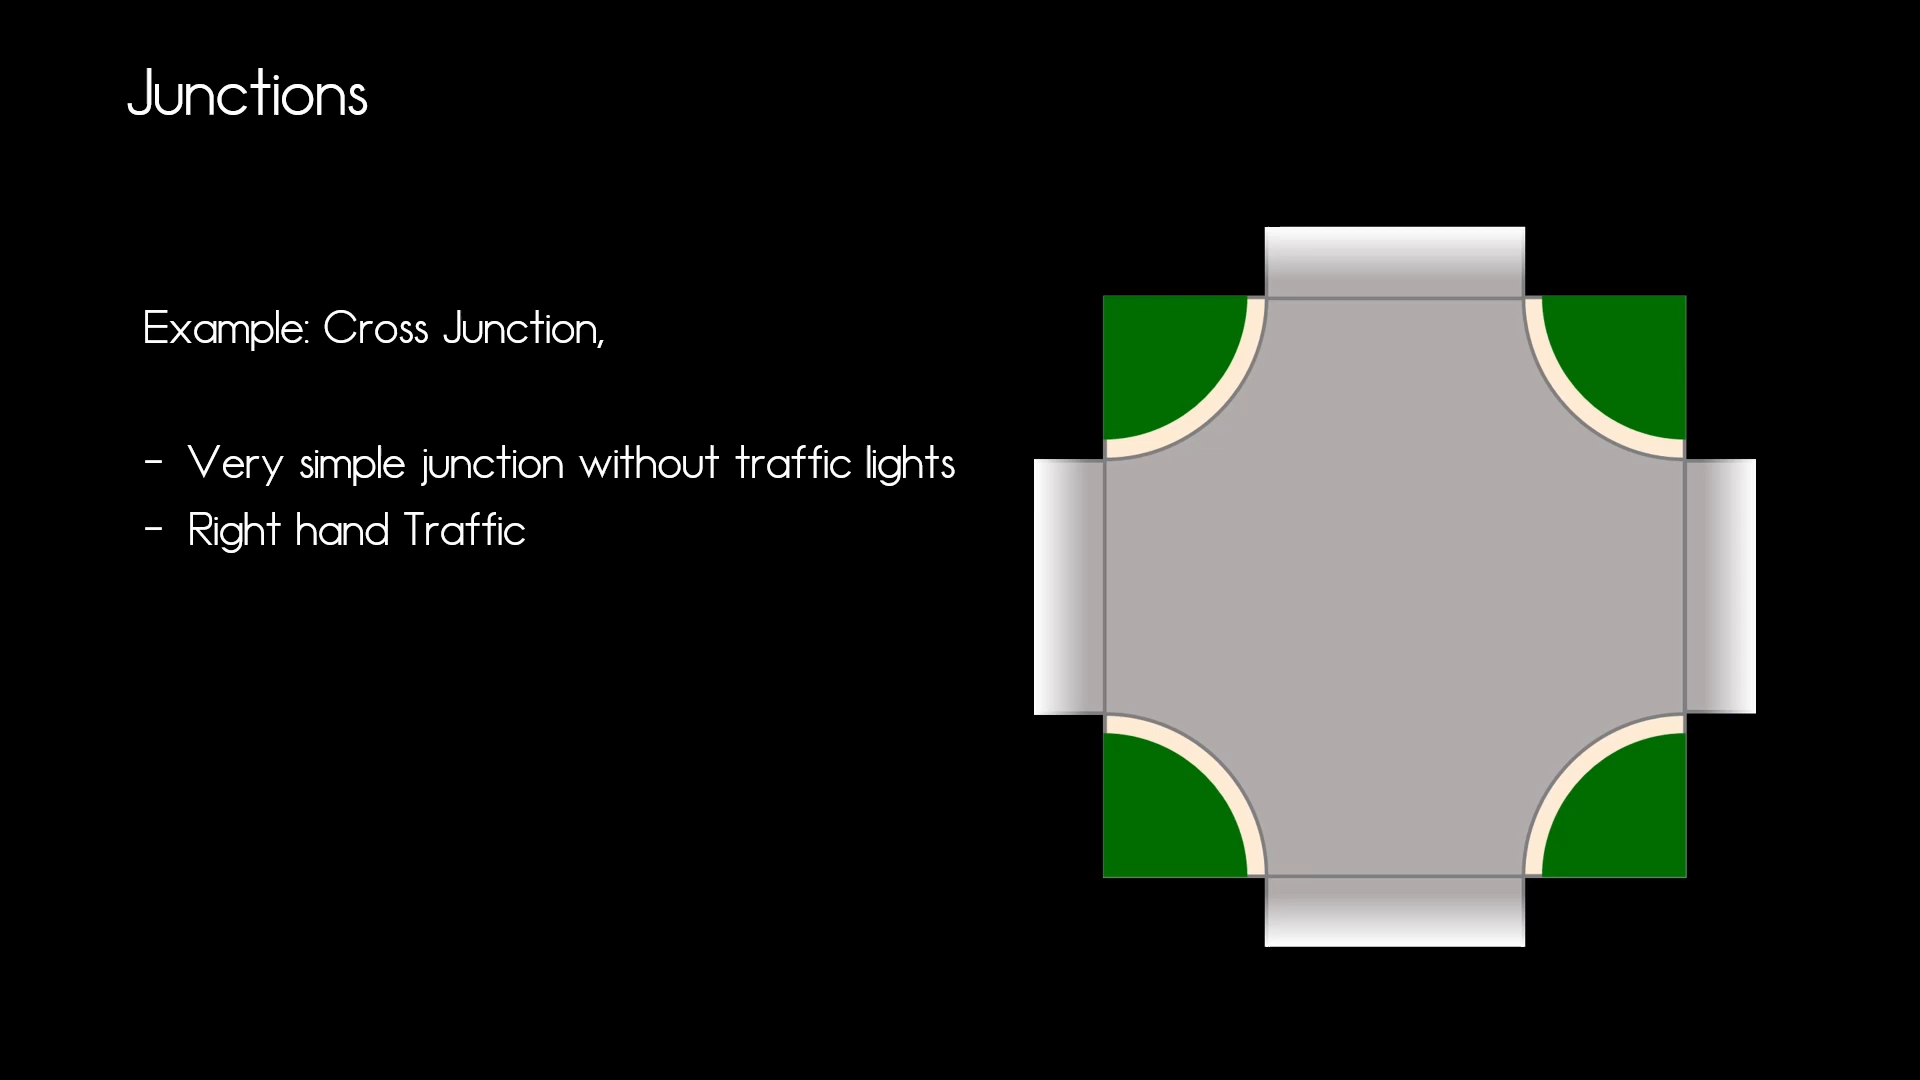 Junctions
Example: Cross Junction,
- Very simple junction without traffic lights
- Right hand Traffic